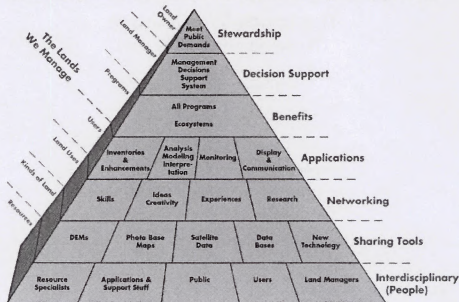 Land
Owner
Land Manager
Programs
Users
Land Uses
Kinds of Land
Resources
The Lands
We Manage
Meet
Public
Demands
Stewardship
Management
Decisions
Support
System
Decision Support
All Programs
Ecosystems
Benefits
Inventories
&
Enhancements
Analysis
Modeling
Interpre-
tation
Monitoring
Display
&
Communication
Applications
Skills
Ideas
Creativity
Experiences
Research
Networking
DEMs
Photo Base
Maps
Satellite
Data
Data
Bases
New
Technology
Sharing Tools
Resource
Specialists
Applications &
Support Stuff
Public
Users
Land Managers
Interdisciplinary
(People)